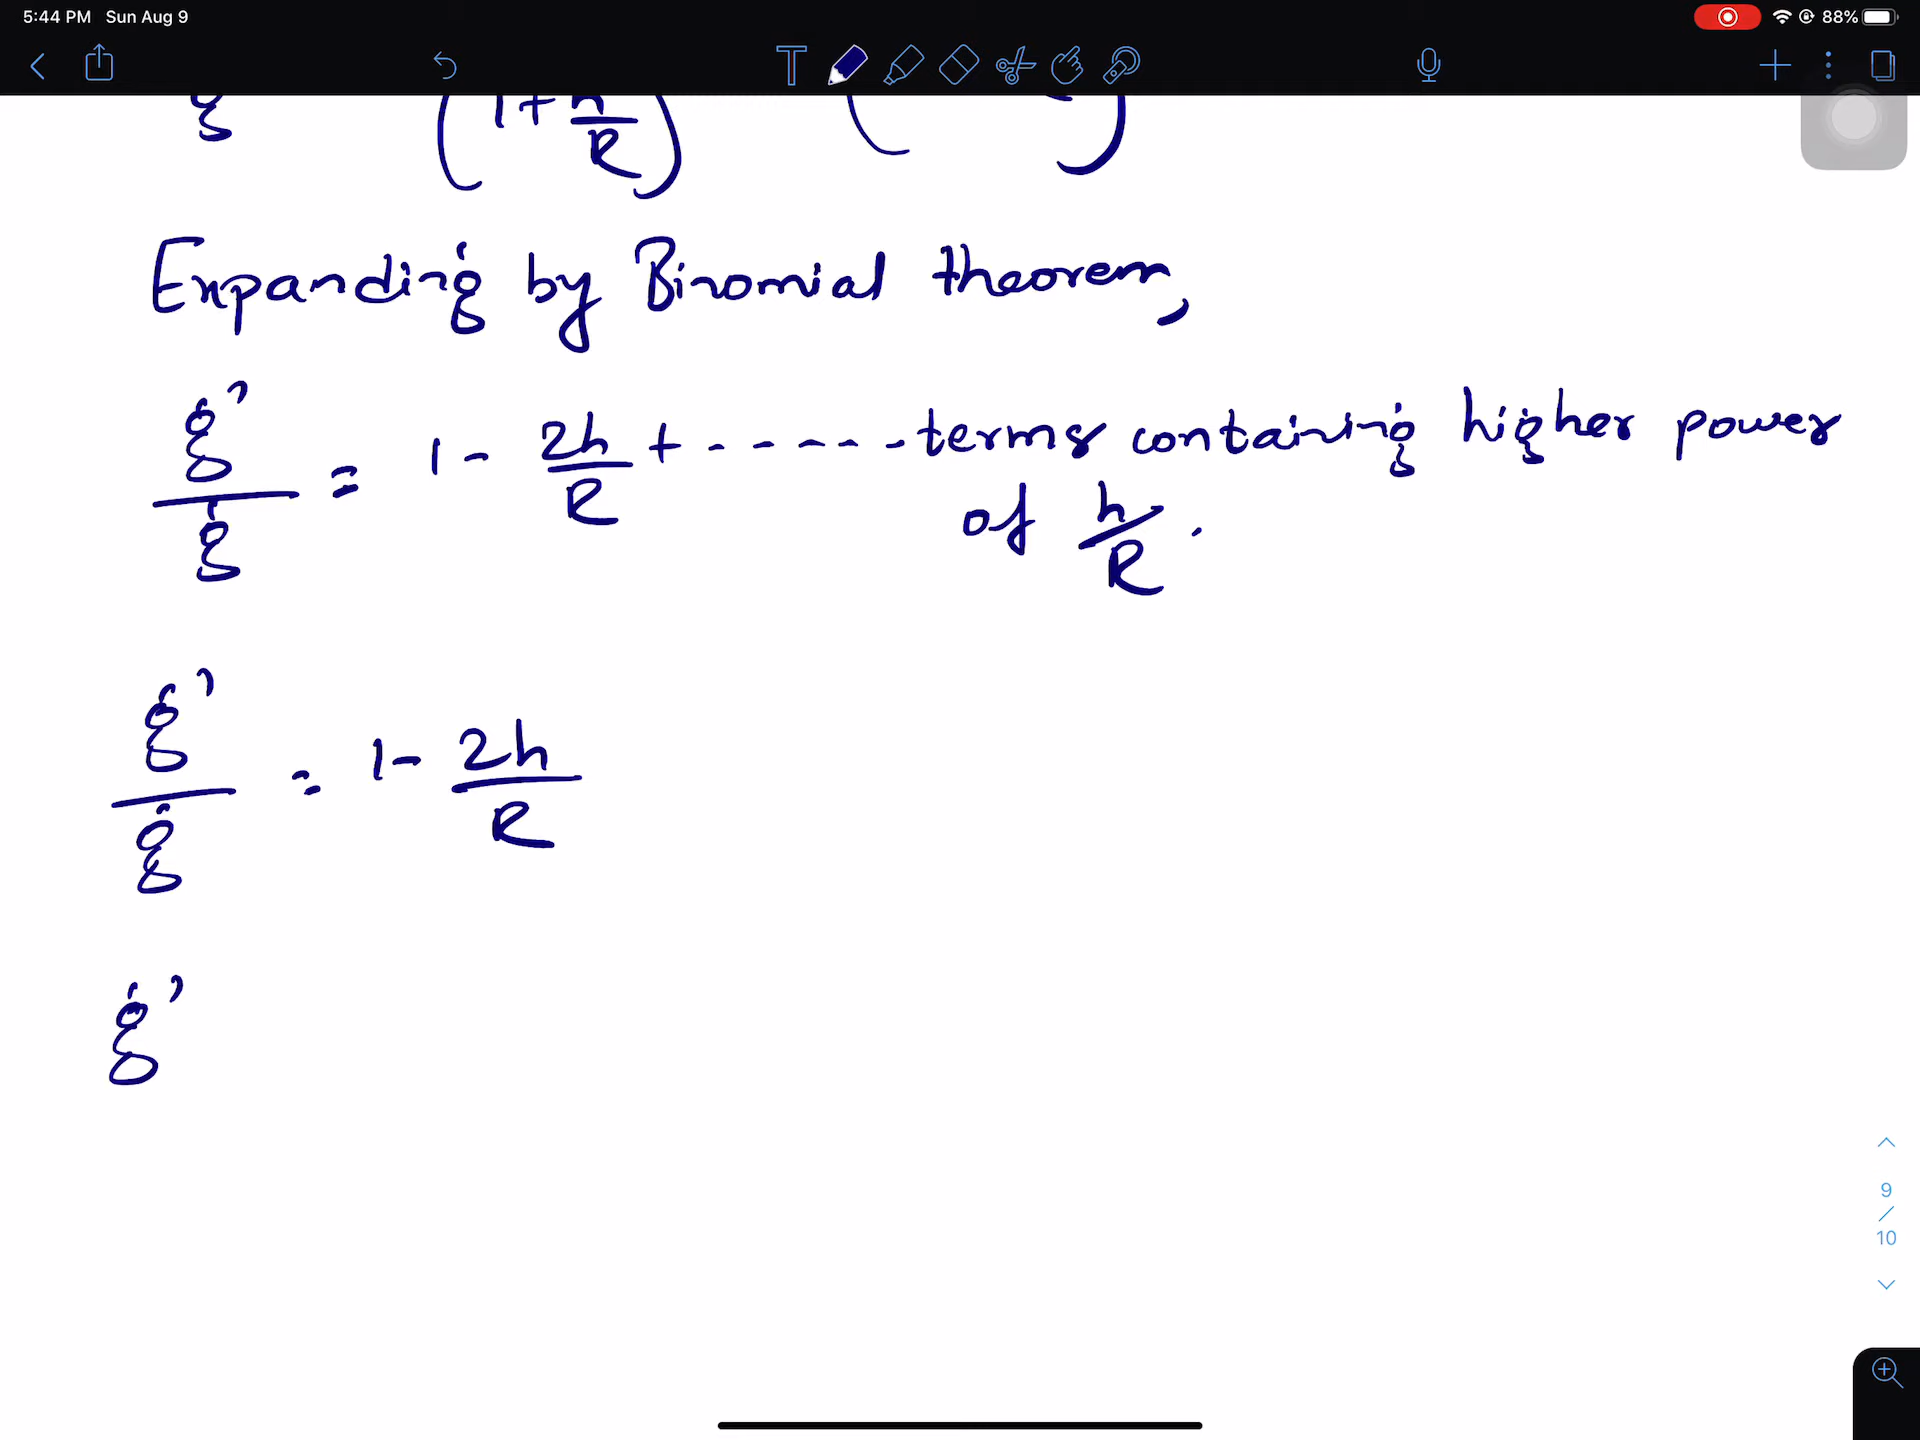 5:44 PM Sun Aug 9 88%
T
g (1 + h/R) ( )
Expanding by Binomial theorem,
g'/g = 1 - 2h/R + - - - - - - terms containing higher power
of h/R .
g'/g = 1 - 2h/R
g'
9
/
10